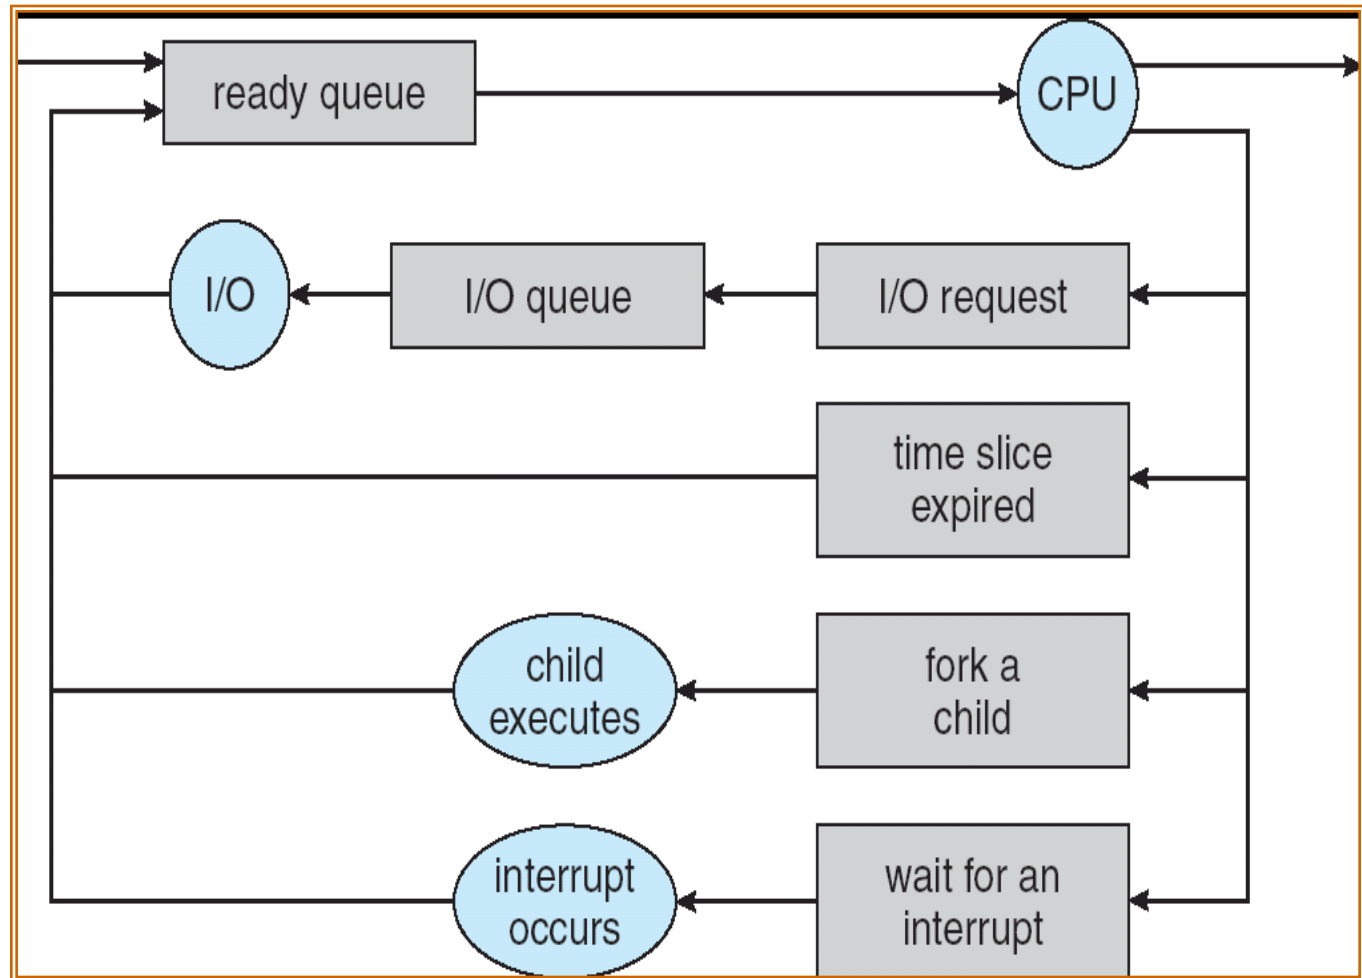 ready queue
CPU
I/O
I/O queue
I/O request
time slice
expired
child
executes
fork a
child
interrupt
occurs
wait for an
interrupt